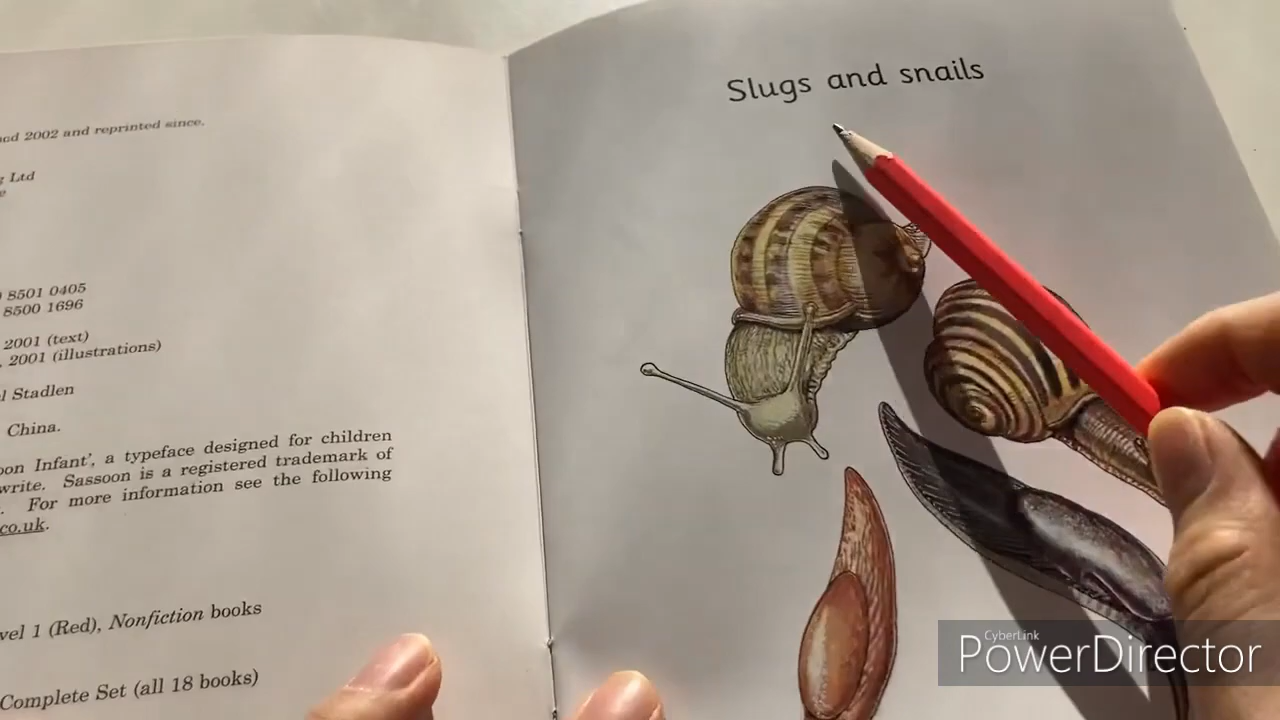 and 2002 and reprinted since.
Ltd
8501 0405
8500 1696
2001 (text)
2001 (illustrations)
Stadlen
China.
Infant', a typeface designed for children
write. Sassoon is a registered trademark of
For more information see the following
co.uk.
1 (Red), Nonfiction books
Complete Set (all 18 books)
Slugs and snails
CyberLink
PowerDirector